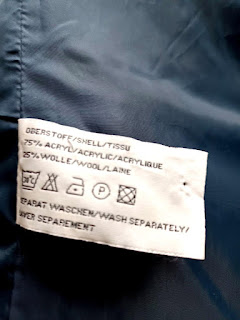 OBERSTOFF/SHELL/TISSU
75% ACRYL/ACRYLIC/ACRYLIQUE
25% WOLLE/WOOL/LAINE
P
EPARAT WASCHEN/WASH SEPARATELY/
AVER SEPAREMENT